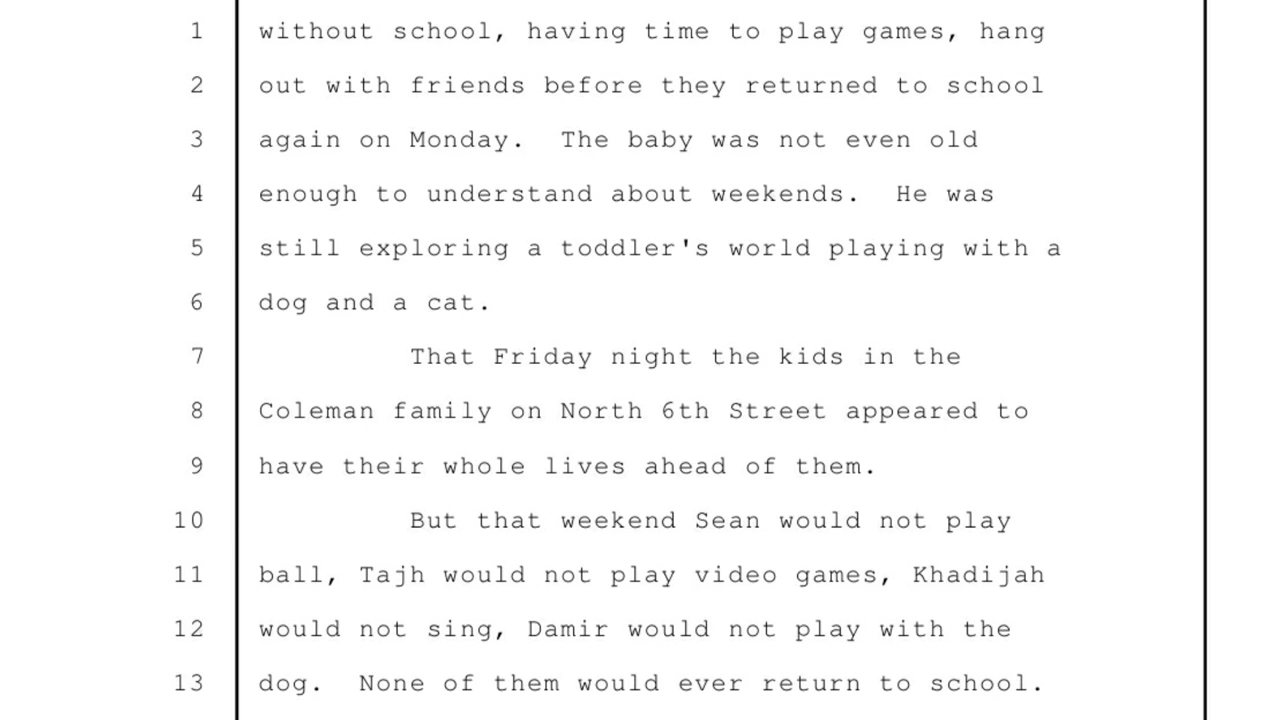 1 without school, having time to play games, hang
2 out with friends before they returned to school
3 again on Monday.  The baby was not even old
4 enough to understand about weekends.  He was
5 still exploring a toddler's world playing with a
6 dog and a cat.
7 That Friday night the kids in the
8 Coleman family on North 6th Street appeared to
9 have their whole lives ahead of them.
10 But that weekend Sean would not play
11 ball, Tajh would not play video games, Khadijah
12 would not sing, Damir would not play with the
13 dog.  None of them would ever return to school.